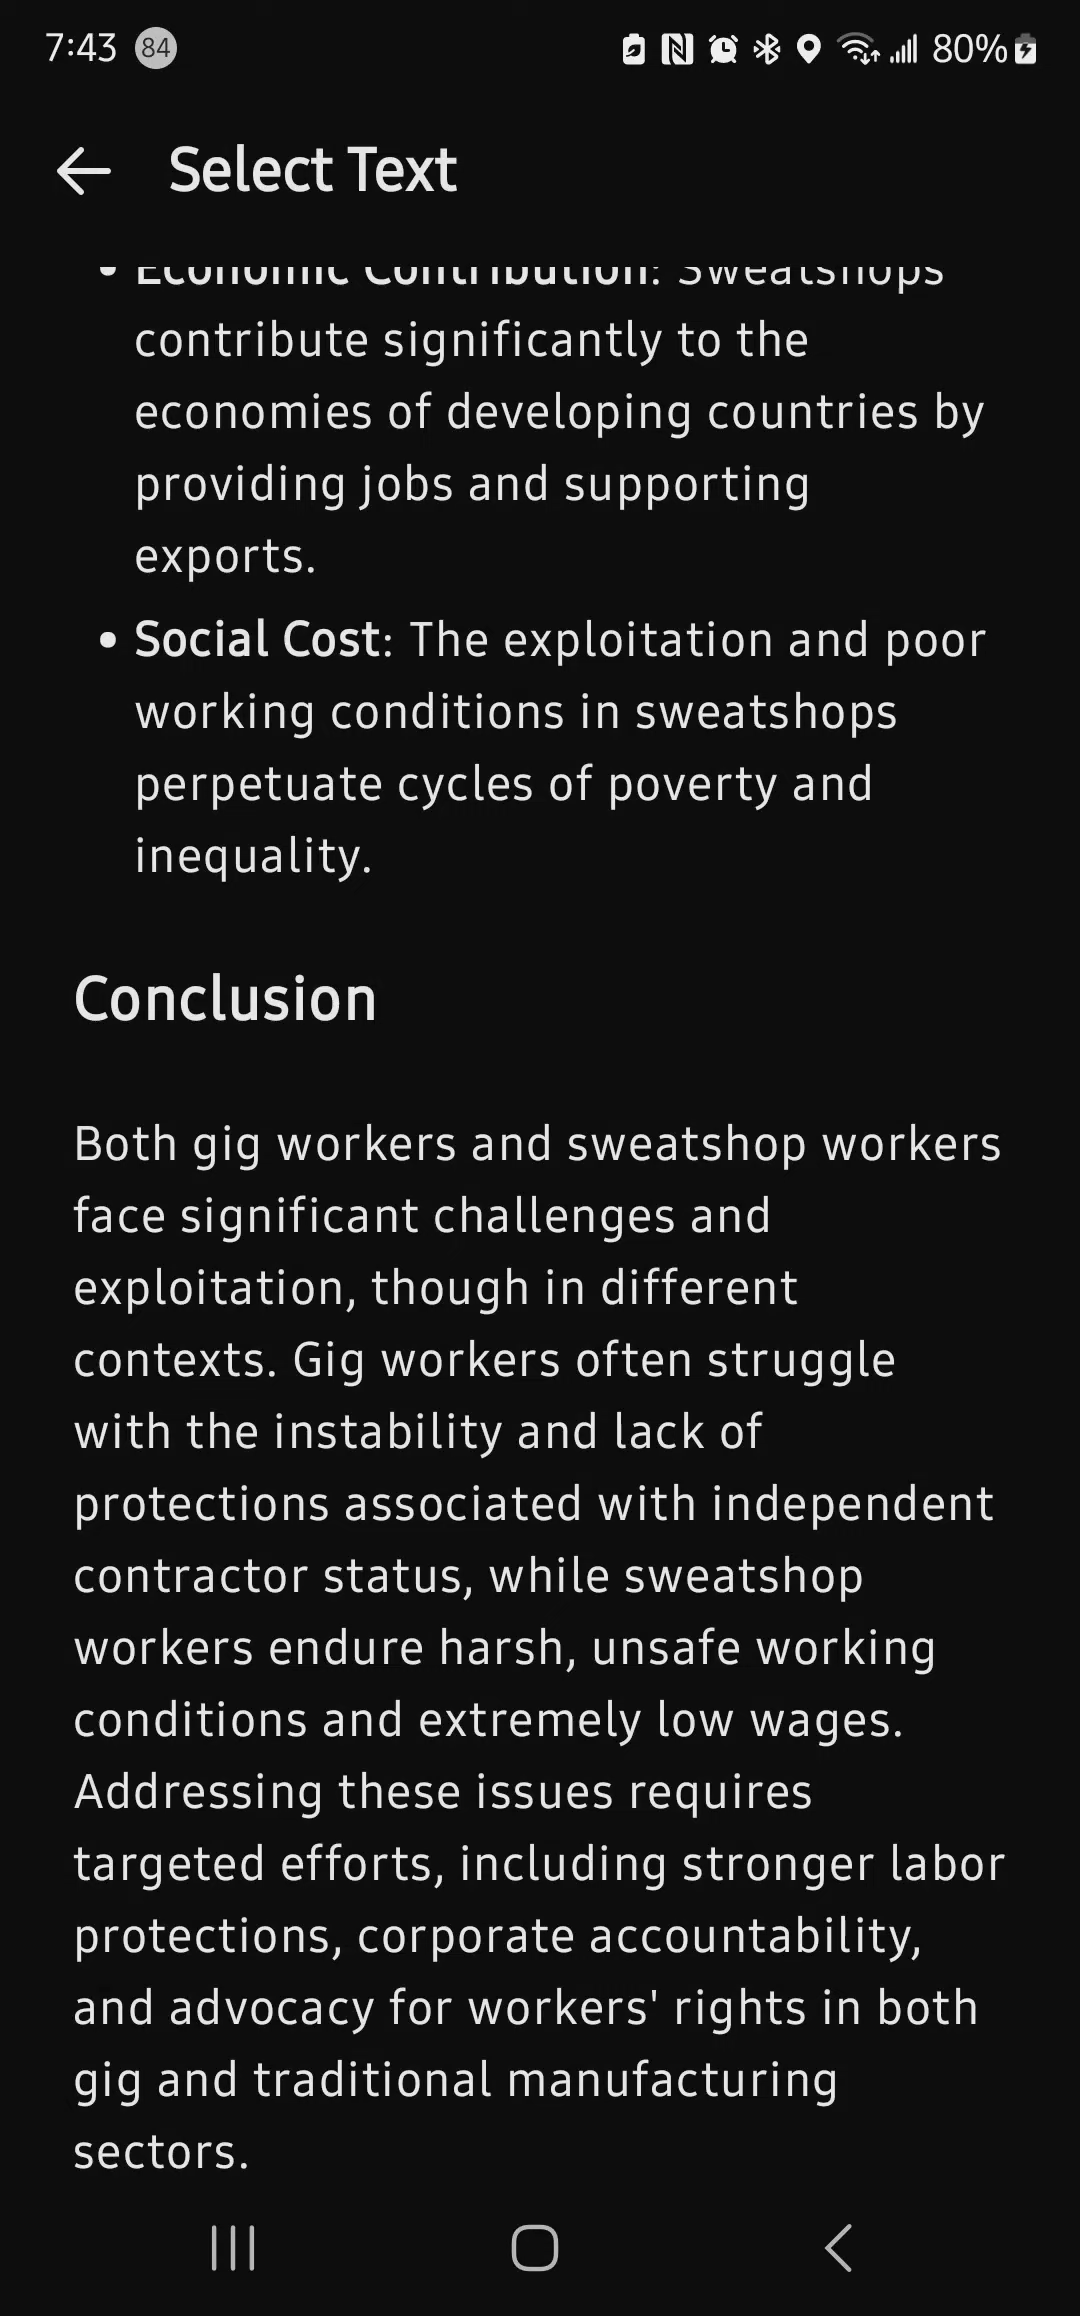 7:43 84 80%
Select Text
• Economic Contribution: Sweatshops
contribute significantly to the
economies of developing countries by
providing jobs and supporting
exports.
• Social Cost: The exploitation and poor
working conditions in sweatshops
perpetuate cycles of poverty and
inequality.
Conclusion
Both gig workers and sweatshop workers
face significant challenges and
exploitation, though in different
contexts. Gig workers often struggle
with the instability and lack of
protections associated with independent
contractor status, while sweatshop
workers endure harsh, unsafe working
conditions and extremely low wages.
Addressing these issues requires
targeted efforts, including stronger labor
protections, corporate accountability,
and advocacy for workers' rights in both
gig and traditional manufacturing
sectors.